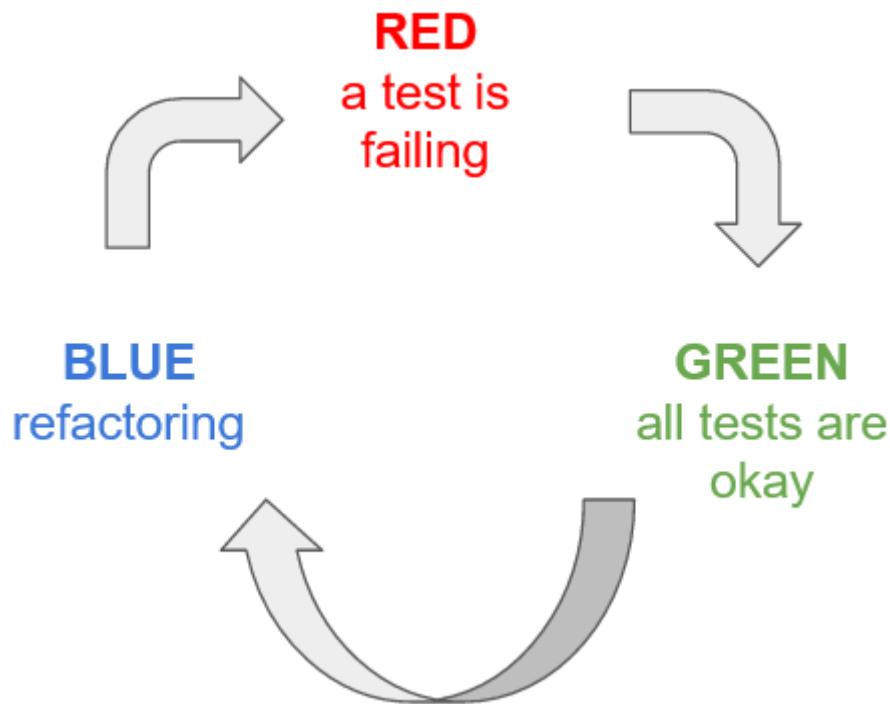 RED
a test is
failing
BLUE
refactoring
GREEN
all tests are
okay